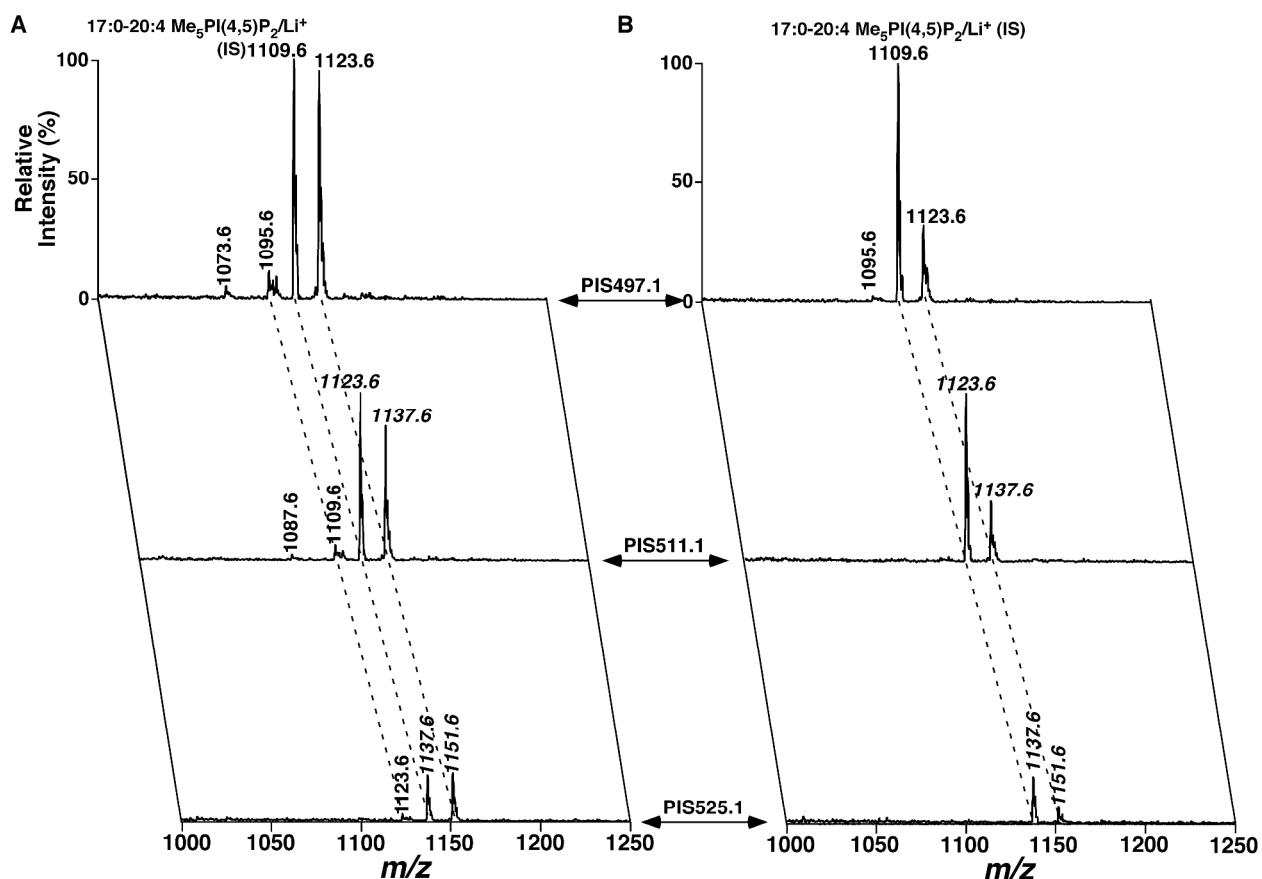 A
17:0-20:4 Me5PI(4,5)P2/Li+
(IS)1109.6
1123.6
100
50
0
Relative
Intensity (%)
1073.6
1095.6
B
17:0-20:4 Me5PI(4,5)P2/Li+ (IS)
1109.6
100
50
0
1095.6
1123.6
PIS497.1
1123.6
1137.6
1087.6
1109.6
1123.6
1137.6
PIS511.1
1123.6
1137.6
1151.6
1137.6
1151.6
PIS525.1
1000 1050 1100 1150 1200 1250
m/z
1000 1050 1100 1150 1200 1250
m/z